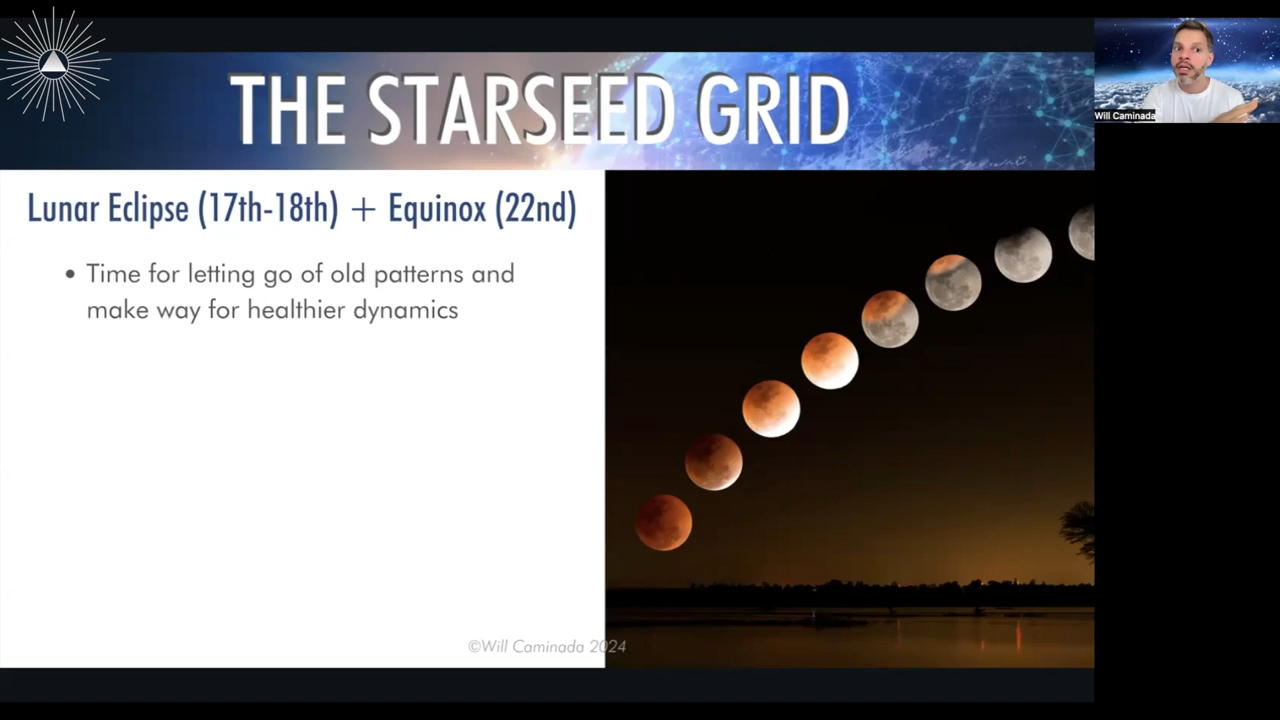 THE STARSEED GRID
Will Caminada
Lunar Eclipse (17th-18th) + Equinox (22nd)
• Time for letting go of old patterns and
make way for healthier dynamics
©Will Caminada 2024